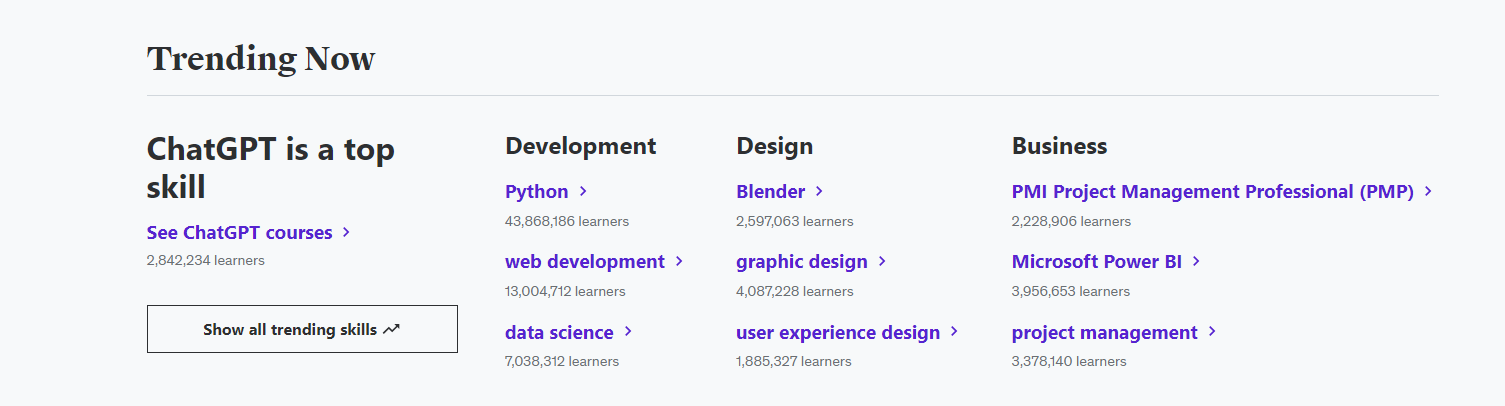 Trending Now
ChatGPT is a top
skill
See ChatGPT courses
2,842,234 learners
Show all trending skills
Development
Python
43,868,186 learners
web development
13,004,712 learners
data science
7,038,312 learners
Design
Blender
2,597,063 learners
graphic design
4,087,228 learners
user experience design
1,885,327 learners
Business
PMI Project Management Professional (PMP)
2,228,906 learners
Microsoft Power BI
3,956,653 learners
project management
3,378,140 learners